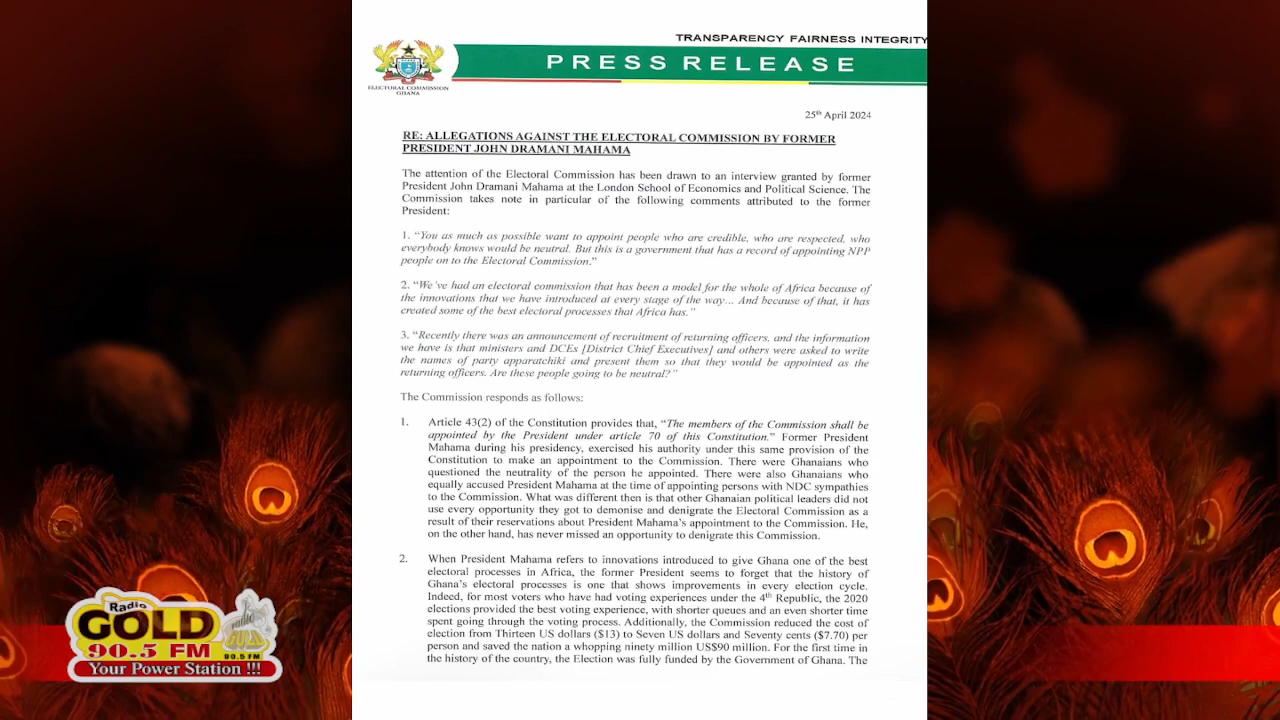 TRANSPARENCY FAIRNESS INTEGRITY
PRESS RELEASE
ELECTORAL COMMISSION
GHANA
25th April 2024
RE: ALLEGATIONS AGAINST THE ELECTORAL COMMISSION BY FORMER
PRESIDENT JOHN DRAMANI MAHAMA
The attention of the Electoral Commission has been drawn to an interview granted by former
President John Dramani Mahama at the London School of Economics and Political Science. The
Commission takes note in particular of the following comments attributed to the former
President:
1. “You as much as possible want to appoint people who are credible, who are respected, who
everybody knows would be neutral. But this is a government that has a record of appointing NPP
people on to the Electoral Commission.”
2. “We’ve had an electoral commission that has been a model for the whole of Africa because of
the innovations that we have introduced at every stage of the way… And because of that, it has
created some of the best electoral processes that Africa has.”
3. “Recently there was an announcement of recruitment of returning officers, and the information
we have is that ministers and DCEs [District Chief Executives] and others were asked to write
the names of party apparatchiki and present them so that they would be appointed as the
returning officers. Are these people going to be neutral?”
The Commission responds as follows:
1. Article 43(2) of the Constitution provides that, “The members of the Commission shall be
appointed by the President under article 70 of this Constitution.” Former President
Mahama during his presidency, exercised his authority under this same provision of the
Constitution to make an appointment to the Commission. There were Ghanaians who
questioned the neutrality of the person he appointed. There were also Ghanaians who
equally accused President Mahama at the time of appointing persons with NDC sympathies
to the Commission. What was different then is that other Ghanaian political leaders did not
use every opportunity they got to demonise and denigrate the Electoral Commission as a
result of their reservations about President Mahama’s appointment to the Commission. He,
on the other hand, has never missed an opportunity to denigrate this Commission.
2. When President Mahama refers to innovations introduced to give Ghana one of the best
electoral processes in Africa, the former President seems to forget that the history of
Ghana’s electoral processes is one that shows improvements in every election cycle.
Indeed, for most voters who have had voting experiences under the 4th Republic, the 2020
elections provided the best voting experience, with shorter queues and an even shorter time
spent going through the voting process. Additionally, the Commission reduced the cost of
election from Thirteen US dollars ($13) to Seven US dollars and Seventy cents ($7.70) per
person and saved the nation a whopping ninety million US$90 million. For the first time in
the history of the country, the Election was fully funded by the Government of Ghana. The
Radio
GOLD
90.5 FM
Your Power Station !!!
radio
GOLD
90.5 FM